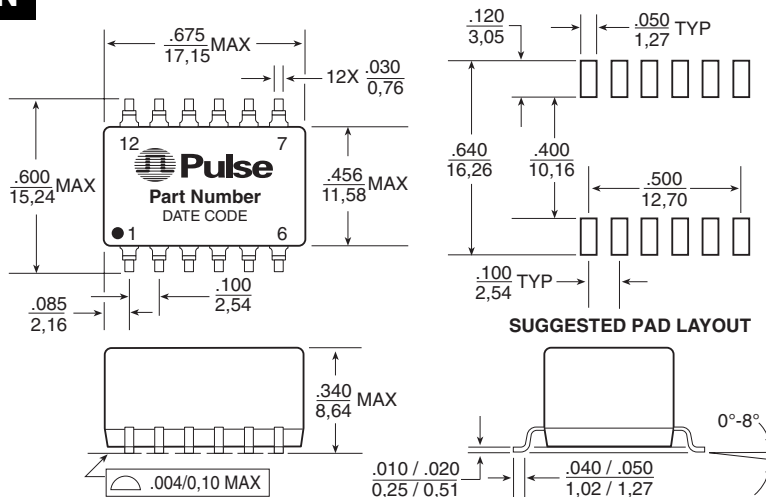 N
.675
17,15 MAX
12X .030
0,76
.600
15,24 MAX
12 7
Pulse
Part Number
DATE CODE
1 6
.456
11,58 MAX
.085
2,16
.100
2,54
.120
3,05
.050
1,27 TYP
.640
16,26
.400
10,16
.500
12,70
.100
2,54 TYP
SUGGESTED PAD LAYOUT
.340
8,64 MAX
.004/0,10 MAX
0°-8°
.010 / .020
0,25 / 0,51
.040 / .050
1,02 / 1,27